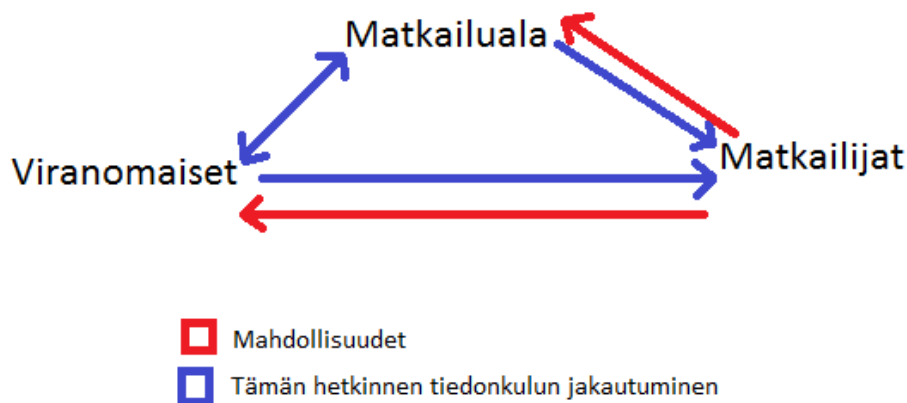 Matkailuala
Viranomaiset
Matkailijat
Mahdollisuudet
Tämän hetkinnen tiedonkulun jakautuminen